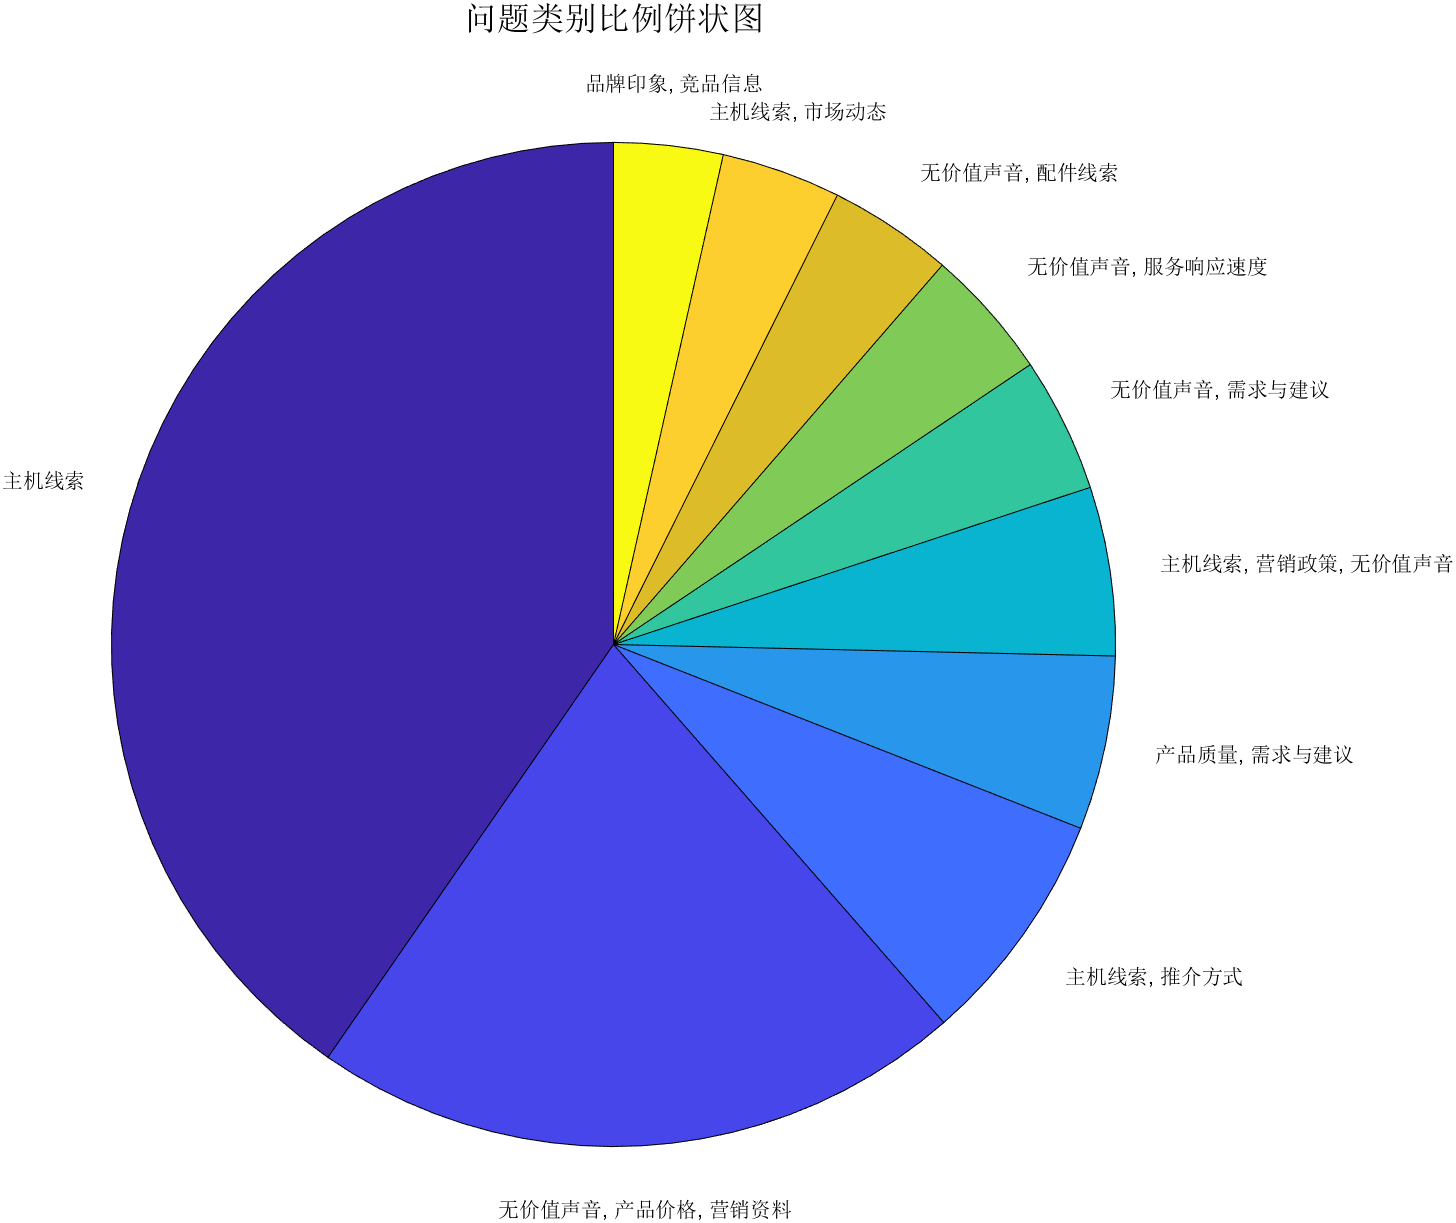 问题类别比例饼状图
品牌印象, 竞品信息
主机线索, 市场动态
无价值声音, 配件线索
无价值声音, 服务响应速度
无价值声音, 需求与建议
主机线索
主机线索, 营销政策, 无价值声音
产品质量, 需求与建议
主机线索, 推介方式
无价值声音, 产品价格, 营销资料